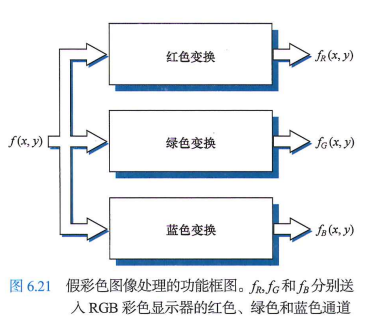 红色变换
f_R(x, y)
f(x, y)
绿色变换
f_G(x, y)
蓝色变换
f_B(x, y)
图 6.21 假彩色图像处理的功能框图。f_R, f_G 和 f_B 分别送
入 RGB 彩色显示器的红色、绿色和蓝色通道